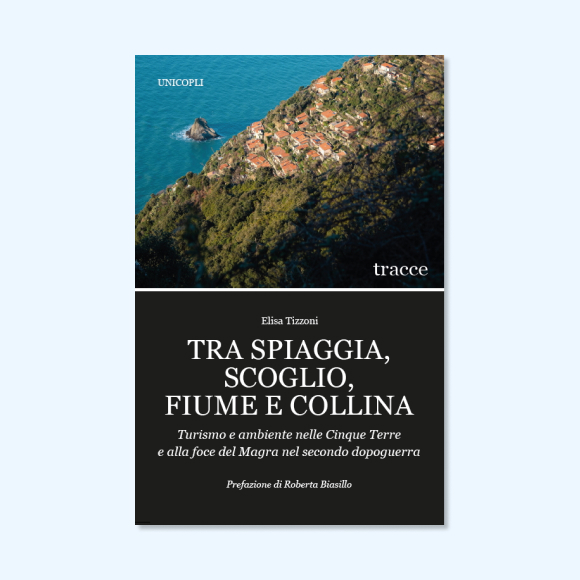 UNICOPLI
tracce
Elisa Tizzoni
TRA SPIAGGIA,
SCOGLIO,
FIUME E COLLINA
Turismo e ambiente nelle Cinque Terre
e alla foce del Magra nel secondo dopoguerra
Prefazione di Roberta Biasillo